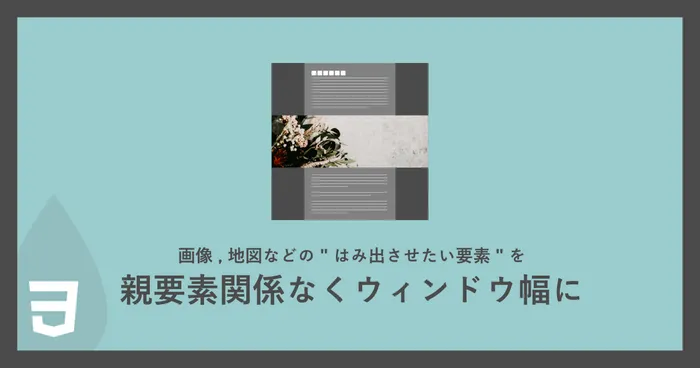 画像 , 地図などの " はみ出させたい要素 " を
親要素関係なくウィンドウ幅に